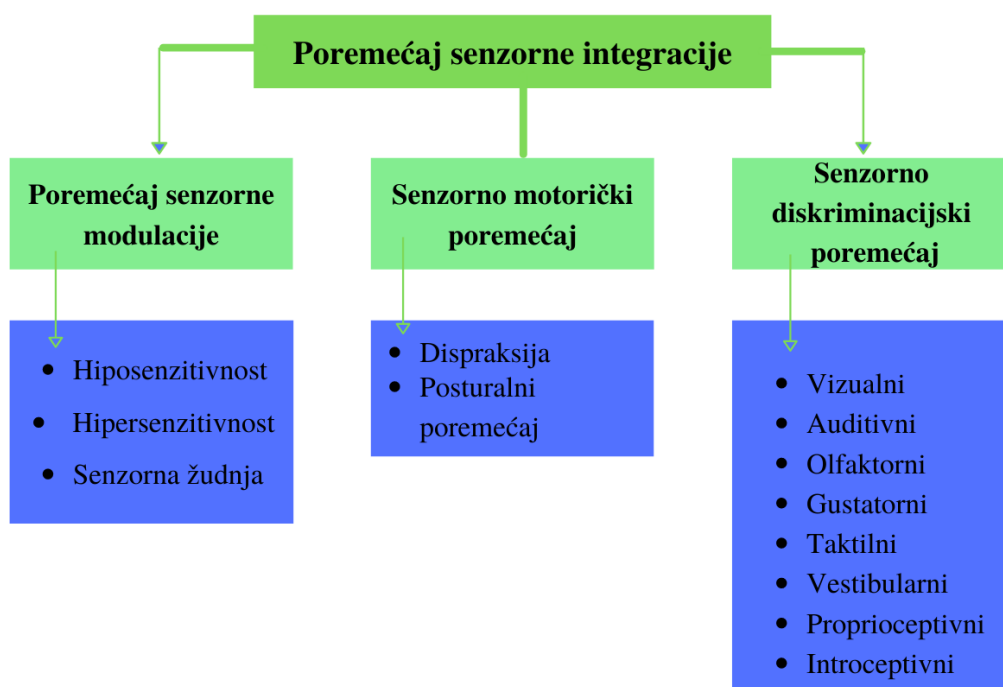 Poremećaj senzorne integracije
Poremećaj senzorne
modulacije
Senzorno motorički
poremećaj
Senzorno
diskriminacijski
poremećaj
• Hiposenzitivnost
• Hipersenzitivnost
• Senzorna žudnja
• Dispraksija
• Posturalni
poremećaj
• Vizualni
• Auditivni
• Olfaktorni
• Gustatorni
• Taktilni
• Vestibularni
• Proprioceptivni
• Introceptivni